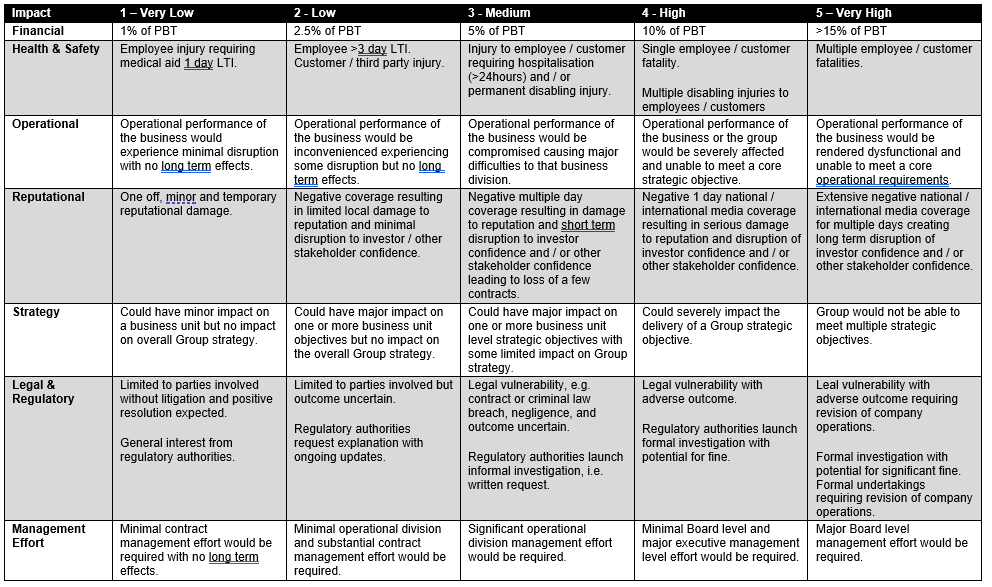 Impact 1 – Very Low 2 - Low 3 - Medium 4 - High 5 – Very High
Financial 1% of PBT 2.5% of PBT 5% of PBT 10% of PBT >15% of PBT
Health & Safety
Employee injury requiring
medical aid 1 day LTI.
Employee >3 day LTI.
Customer / third party injury.
Injury to employee / customer
requiring hospitalisation
(>24hours) and / or
permanent disabling injury.
Single employee / customer
fatality.
Multiple disabling injuries to
employees / customers
Multiple employee / customer
fatalities.
Operational
Operational performance of
the business would
experience minimal disruption
with no long term effects.
Operational performance of
the business would be
inconvenienced experiencing
some disruption but no long
term effects.
Operational performance of
the business would be
compromised causing major
difficulties to that business
division.
Operational performance of
the business or the group
would be severely affected
and unable to meet a core
strategic objective.
Operational performance of
the business would be
rendered dysfunctional and
unable to meet a core
operational requirements.
Reputational
One off, minor and temporary
reputational damage.
Negative coverage resulting
in limited local damage to
reputation and minimal
disruption to investor / other
stakeholder confidence.
Negative multiple day
coverage resulting in damage
to reputation and short term
disruption to investor
confidence and / or other
stakeholder confidence
leading to loss of a few
contracts.
Negative 1 day national /
international media coverage
resulting in serious damage
to reputation and disruption of
investor confidence and / or
other stakeholder confidence.
Extensive negative national /
international media coverage
for multiple days creating
long term disruption of
investor confidence and / or
other stakeholder confidence.
Strategy
Could have minor impact on
a business unit but no impact
on overall Group strategy.
Could have major impact on
one or more business unit
objectives but no impact on
the overall Group strategy.
Could have major impact on
one or more business unit
level strategic objectives with
some limited impact on Group
strategy.
Could severely impact the
delivery of a Group strategic
objective.
Group would not be able to
meet multiple strategic
objectives.
Legal &
Regulatory
Limited to parties involved
without litigation and positive
resolution expected.
General interest from
regulatory authorities.
Limited to parties involved but
outcome uncertain.
Regulatory authorities
request explanation with
ongoing updates.
Legal vulnerability, e.g.
contract or criminal law
breach, negligence, and
outcome uncertain.
Regulatory authorities launch
informal investigation, i.e.
written request.
Legal vulnerability with
adverse outcome.
Regulatory authorities launch
formal investigation with
potential for fine.
Leal vulnerability with
adverse outcome requiring
revision of company
operations.
Formal investigation with
potential for significant fine.
Formal undertakings
requiring revision of company
operations.
Management
Effort
Minimal contract
management effort would be
required with no long term
effects.
Minimal operational division
and substantial contract
management effort would be
required.
Significant operational
division management effort
would be required.
Minimal Board level and
major executive management
level effort would be required.
Major Board level
management effort would be
required.